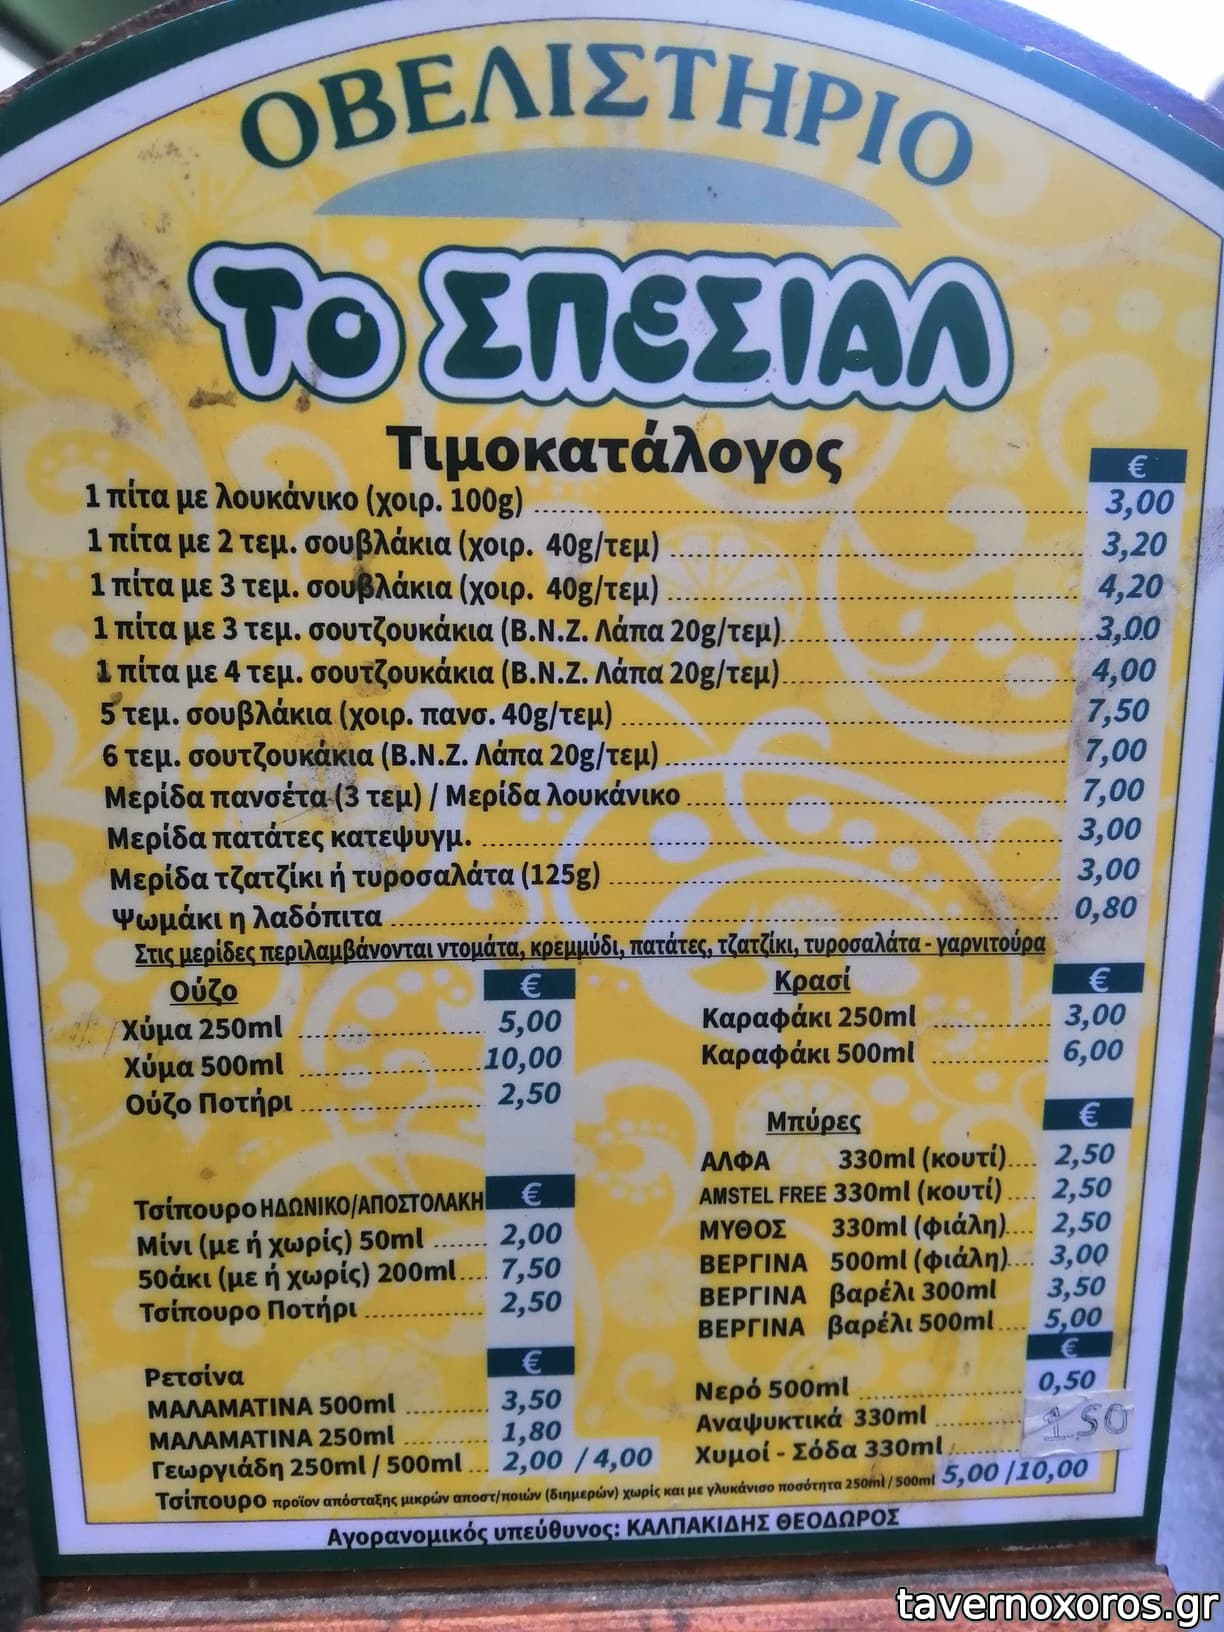 ΟΒΕΛΙΣΤΗΡΙΟ
ΤΟ ΣΠΕΣΙΑΛ
Τιμοκατάλογος
€
1 πίτα με λουκάνικο (χοιρ. 100g) 3,00
1 πίτα με 2 τεμ. σουβλάκια (χοιρ. 40g/τεμ) 3,20
1 πίτα με 3 τεμ. σουβλάκια (χοιρ. 40g/τεμ) 4,20
1 πίτα με 3 τεμ. σουτζουκάκια (Β.Ν.Ζ. Λάπα 20g/τεμ) 3,00
1 πίτα με 4 τεμ. σουτζουκάκια (Β.Ν.Ζ. Λάπα 20g/τεμ) 4,00
5 τεμ. σουβλάκια (χοιρ. πανσ. 40g/τεμ) 7,50
6 τεμ. σουτζουκάκια (Β.Ν.Ζ. Λάπα 20g/τεμ) 7,00
Μερίδα πανσέτα (3 τεμ) / Μερίδα λουκάνικο 7,00
Μερίδα πατάτες κατεψυγμ. 3,00
Μερίδα τζατζίκι ή τυροσαλάτα (125g) 3,00
Ψωμάκι η λαδόπιτα 0,80
Στις μερίδες περιλαμβάνονται ντομάτα, κρεμμύδι, πατάτες, τζατζίκι, τυροσαλάτα - γαρνιτούρα
Ούζο €
Χύμα 250ml 5,00
Χύμα 500ml 10,00
Ούζο Ποτήρι 2,50
Τσίπουρο ΗΔΩΝΙΚΟ/ΑΠΟΣΤΟΛΑΚΗ €
Μίνι (με ή χωρίς) 50ml 2,00
50άκι (με ή χωρίς) 200ml 7,50
Τσίπουρο Ποτήρι 2,50
Ρετσίνα €
ΜΑΛΑΜΑΤΙΝΑ 500ml 3,50
ΜΑΛΑΜΑΤΙΝΑ 250ml 1,80
Γεωργιάδη 250ml / 500ml 2,00 / 4,00
Κρασί €
Καραφάκι 250ml 3,00
Καραφάκι 500ml 6,00
Μπύρες €
ΑΛΦΑ 330ml (κουτί) 2,50
AMSTEL FREE 330ml (κουτί) 2,50
ΜΥΘΟΣ 330ml (φιάλη) 2,50
ΒΕΡΓΙΝΑ 500ml (φιάλη) 3,00
ΒΕΡΓΙΝΑ βαρέλι 300ml 3,50
ΒΕΡΓΙΝΑ βαρέλι 500ml 5,00
€
Νερό 500ml 0,50
Αναψυκτικά 330ml 1.50
Χυμοί - Σόδα 330ml
Τσίπουρο προϊον απόσταξης μικρών αποστ/ποιών (διημερών) χωρίς και με γλυκάνισο ποσότητα 250ml / 500ml 5,00 /10,00
Αγορανομικός υπεύθυνος: ΚΑΛΠΑΚΙΔΗΣ ΘΕΟΔΩΡΟΣ
tavernoxoros.gr